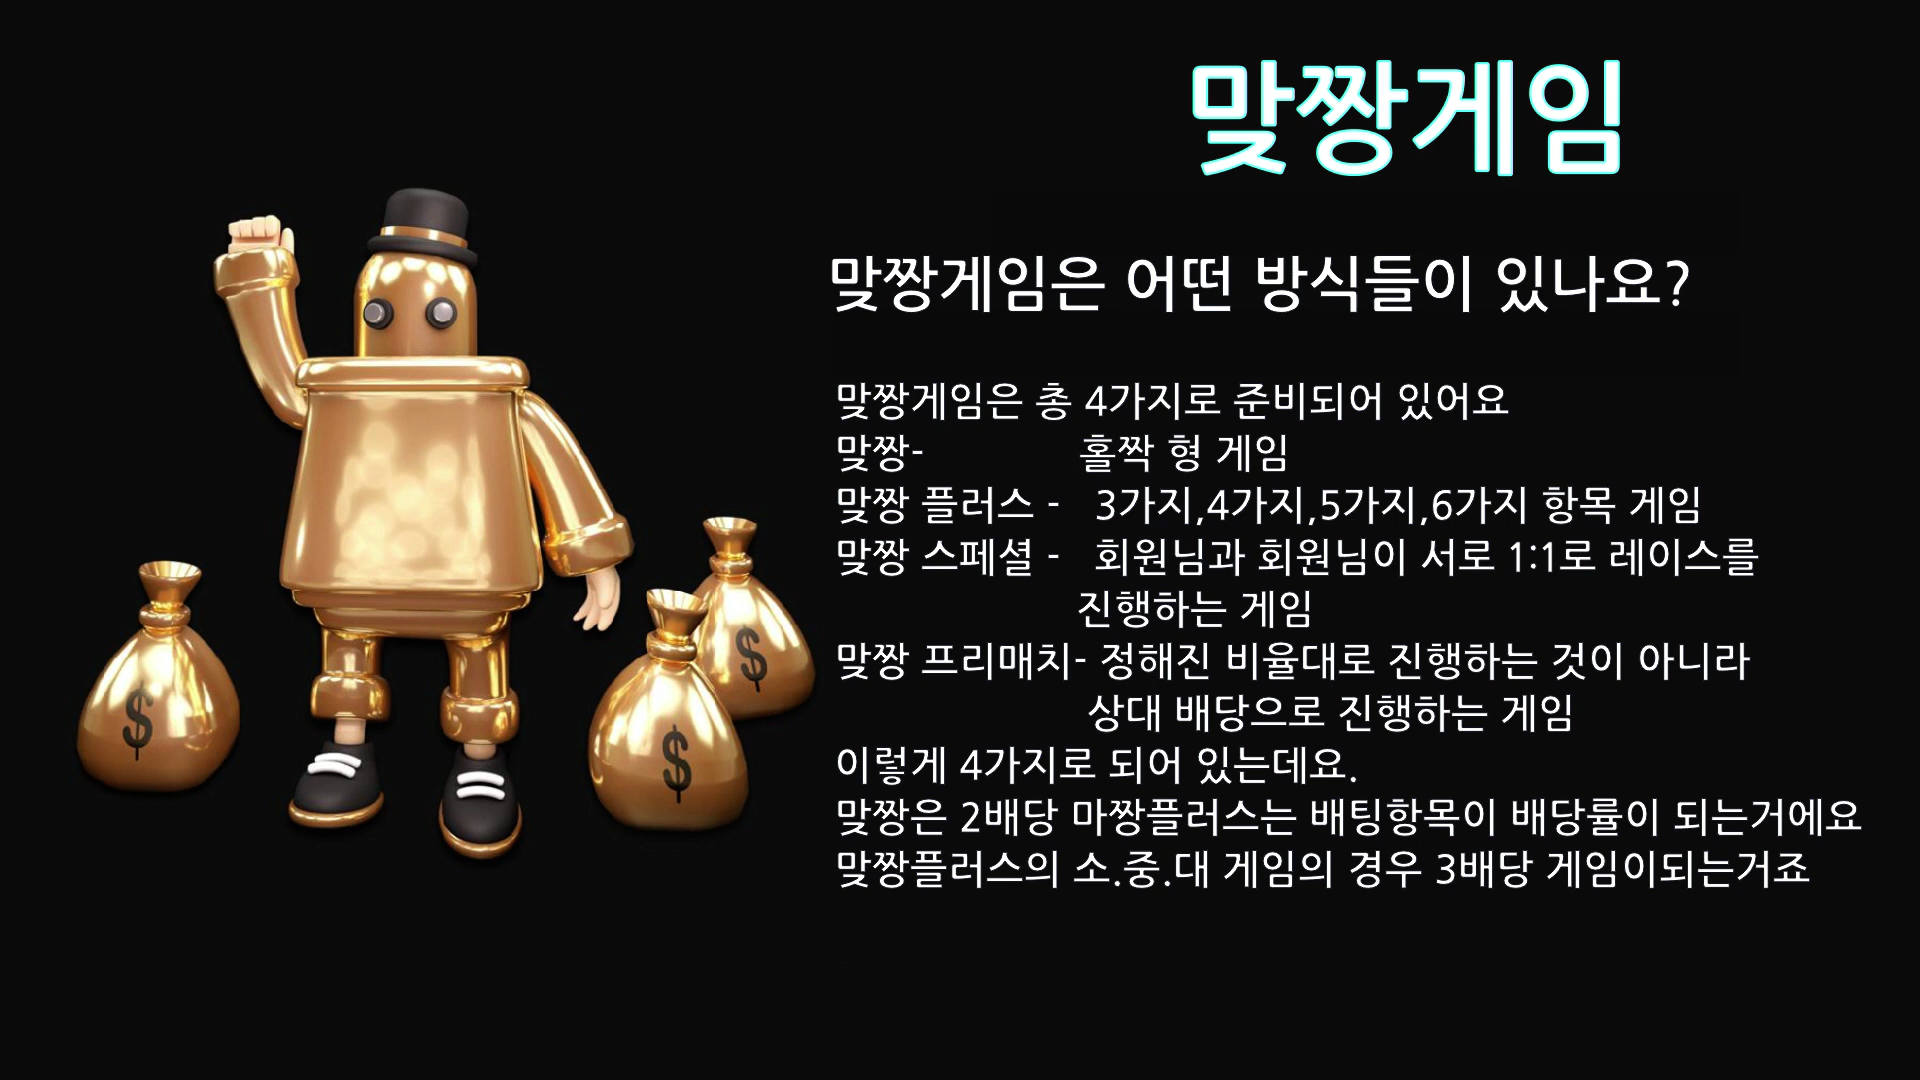 맞짱게임
맞짱게임은 어떤 방식들이 있나요?
맞짱게임은 총 4가지로 준비되어 있어요
맞짱- 홀짝 형 게임
맞짱 플러스 - 3가지,4가지,5가지,6가지 항목 게임
맞짱 스페셜 - 회원님과 회원님이 서로 1:1로 레이스를
진행하는 게임
맞짱 프리매치- 정해진 비율대로 진행하는 것이 아니라
상대 배당으로 진행하는 게임
이렇게 4가지로 되어 있는데요.
맞짱은 2배당 마짱플러스는 배팅항목이 배당률이 되는거에요
맞짱플러스의 소.중.대 게임의 경우 3배당 게임이되는거죠
$
$
$